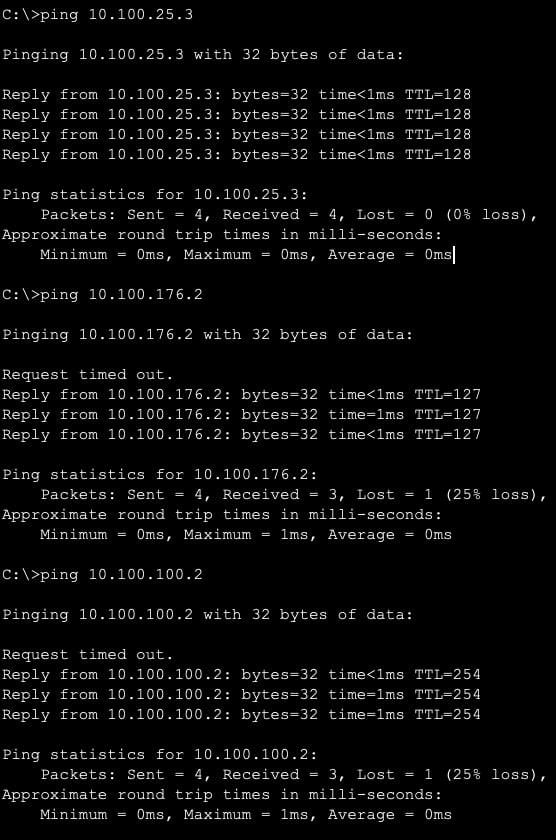 C:\>ping 10.100.25.3
Pinging 10.100.25.3 with 32 bytes of data:
Reply from 10.100.25.3: bytes=32 time<1ms TTL=128
Reply from 10.100.25.3: bytes=32 time<1ms TTL=128
Reply from 10.100.25.3: bytes=32 time<1ms TTL=128
Reply from 10.100.25.3: bytes=32 time<1ms TTL=128
Ping statistics for 10.100.25.3:
    Packets: Sent = 4, Received = 4, Lost = 0 (0% loss),
Approximate round trip times in milli-seconds:
    Minimum = 0ms, Maximum = 0ms, Average = 0ms
C:\>ping 10.100.176.2
Pinging 10.100.176.2 with 32 bytes of data:
Request timed out.
Reply from 10.100.176.2: bytes=32 time<1ms TTL=127
Reply from 10.100.176.2: bytes=32 time=1ms TTL=127
Reply from 10.100.176.2: bytes=32 time<1ms TTL=127
Ping statistics for 10.100.176.2:
    Packets: Sent = 4, Received = 3, Lost = 1 (25% loss),
Approximate round trip times in milli-seconds:
    Minimum = 0ms, Maximum = 1ms, Average = 0ms
C:\>ping 10.100.100.2
Pinging 10.100.100.2 with 32 bytes of data:
Request timed out.
Reply from 10.100.100.2: bytes=32 time<1ms TTL=254
Reply from 10.100.100.2: bytes=32 time=1ms TTL=254
Reply from 10.100.100.2: bytes=32 time=1ms TTL=254
Ping statistics for 10.100.100.2:
    Packets: Sent = 4, Received = 3, Lost = 1 (25% loss),
Approximate round trip times in milli-seconds:
    Minimum = 0ms, Maximum = 1ms, Average = 0ms